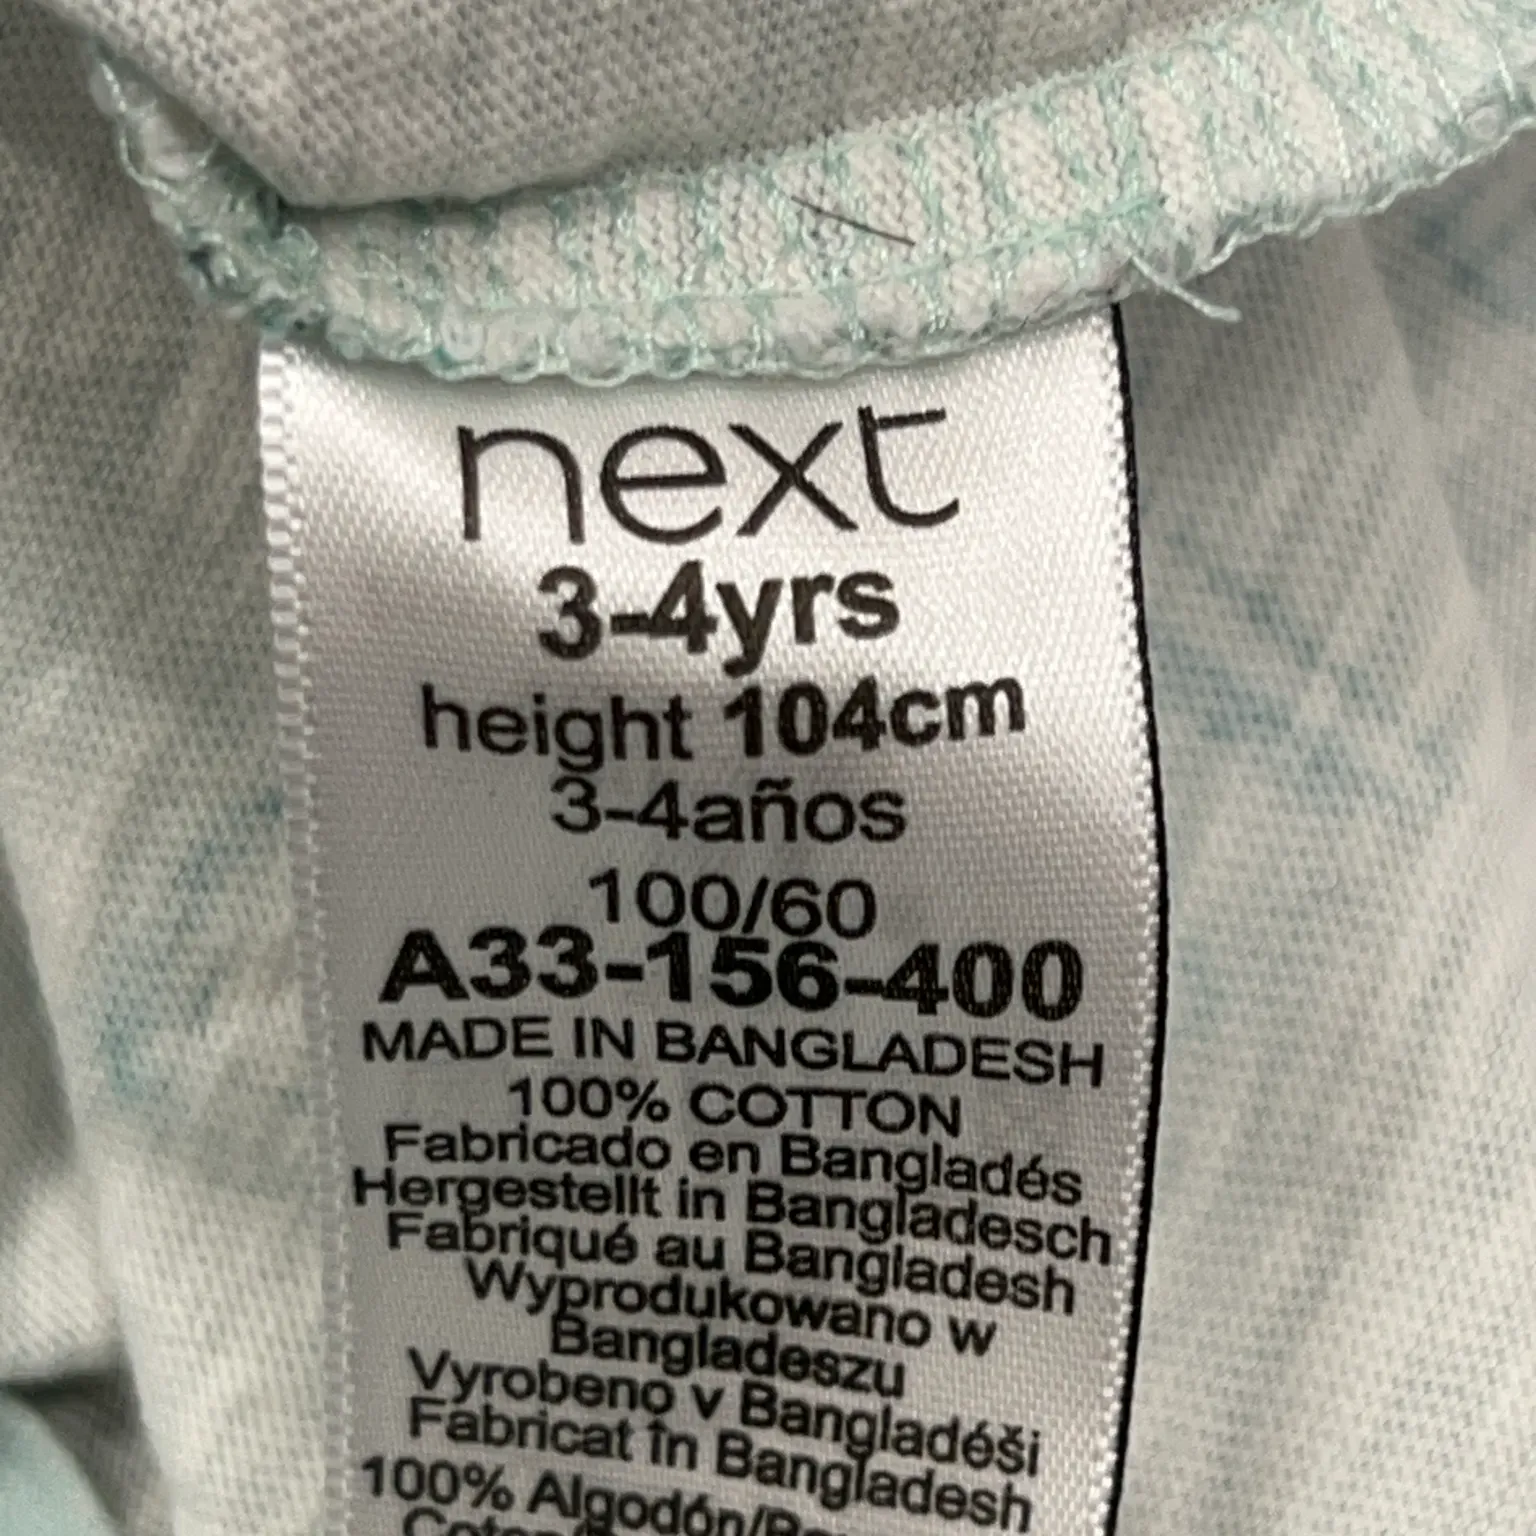 next
3-4yrs
height 104cm
3-4años
100/60
A33-156-400
MADE IN BANGLADESH
100% COTTON
Fabricado en Bangladés
Hergestellt in Bangladesch
Fabriqué au Bangladesh
Wyprodukowano w
Bangladeszu
Vyrobeno v Bangladéši
Fabricat în Bangladesh
100% Algodón/